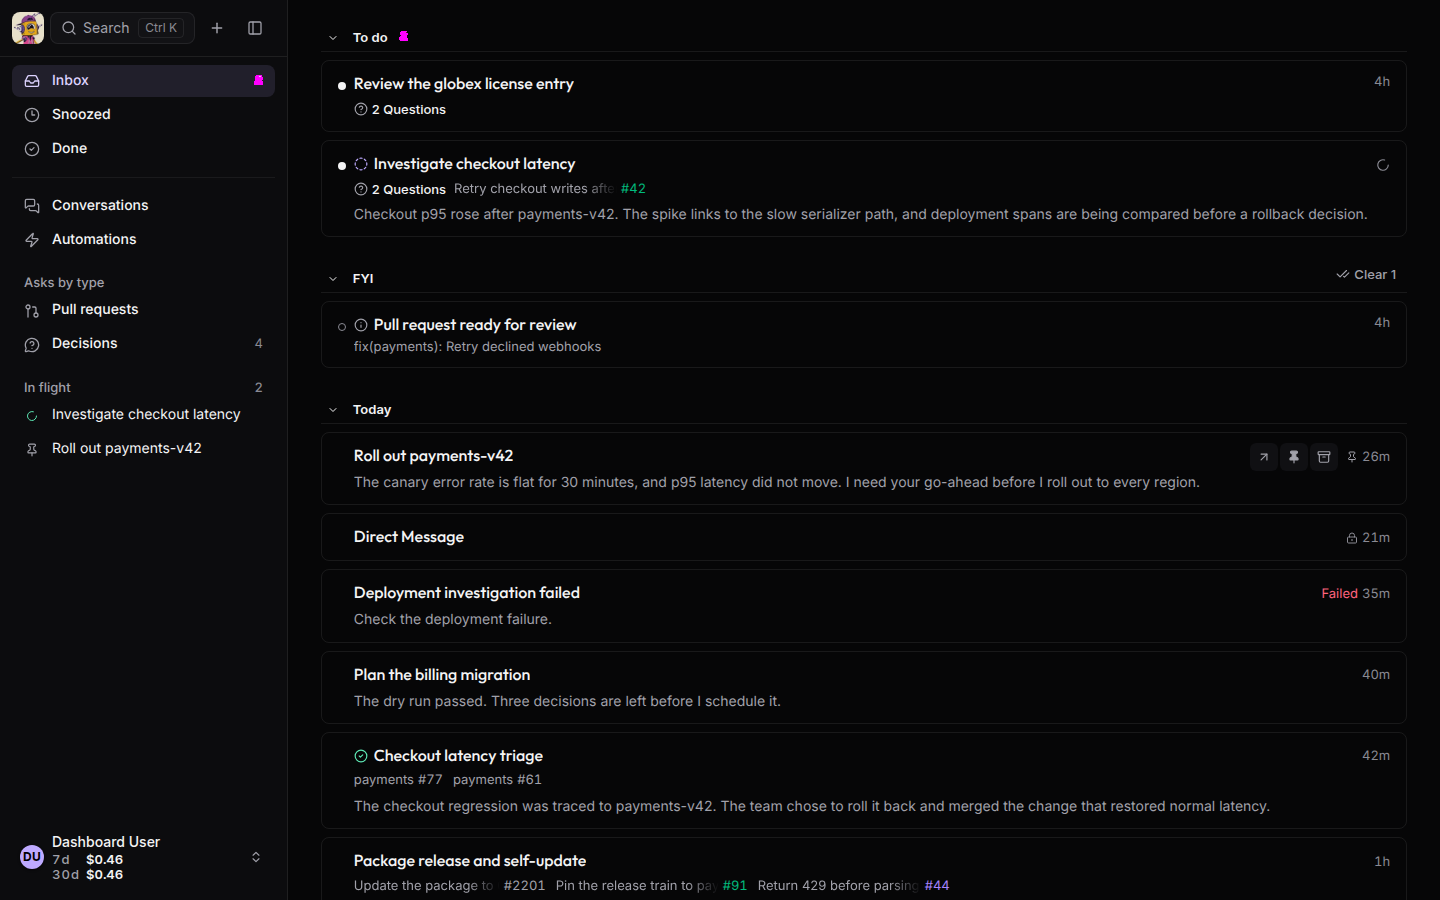 Search Ctrl K
Inbox
Snoozed
Done
Conversations
Automations
Asks by type
Pull requests
Decisions 4
In flight 2
Investigate checkout latency
Roll out payments-v42
DU
Dashboard User
7d $0.46
30d $0.46
To do
Review the globex license entry 4h
2 Questions
Investigate checkout latency
2 Questions Retry checkout writes afte #42
Checkout p95 rose after payments-v42. The spike links to the slow serializer path, and deployment spans are being compared before a rollback decision.
FYI Clear 1
Pull request ready for review 4h
fix(payments): Retry declined webhooks
Today
Roll out payments-v42 26m
The canary error rate is flat for 30 minutes, and p95 latency did not move. I need your go-ahead before I roll out to every region.
Direct Message 21m
Deployment investigation failed Failed 35m
Check the deployment failure.
Plan the billing migration 40m
The dry run passed. Three decisions are left before I schedule it.
Checkout latency triage 42m
payments #77 payments #61
The checkout regression was traced to payments-v42. The team chose to roll it back and merged the change that restored normal latency.
Package release and self-update 1h
Update the package to #2201 Pin the release train to pay #91 Return 429 before parsing #44